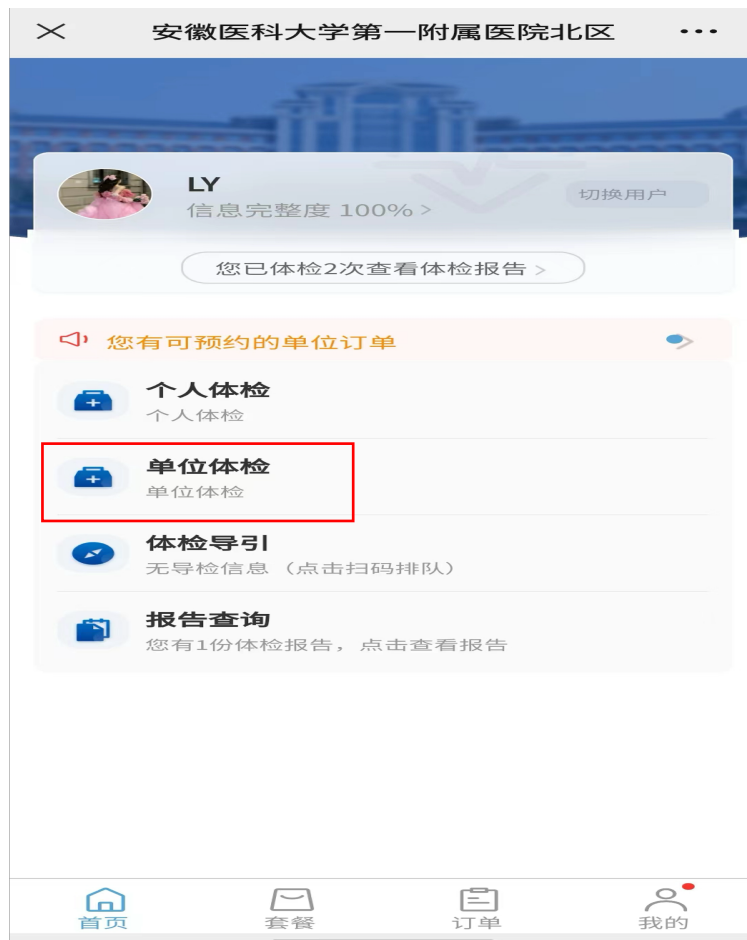 安徽医科大学第一附属医院北区
LY
信息完整度 100% >
切换用户
您已体检2次查看体检报告 >
您有可预约的单位订单
个人体检
个人体检
单位体检
单位体检
体检导引
无导检信息（点击扫码排队）
报告查询
您有1份体检报告，点击查看报告
首页
套餐
订单
我的